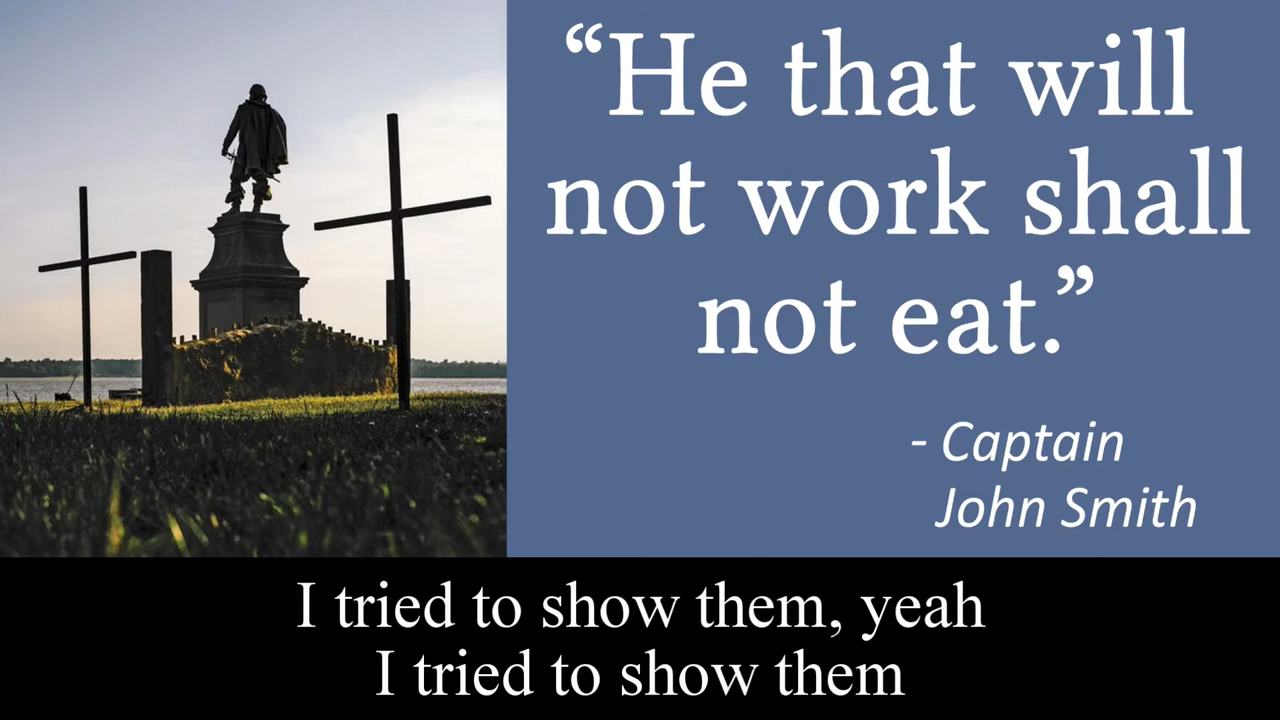 “He that will
not work shall
not eat.”
- Captain
John Smith
I tried to show them, yeah
I tried to show them